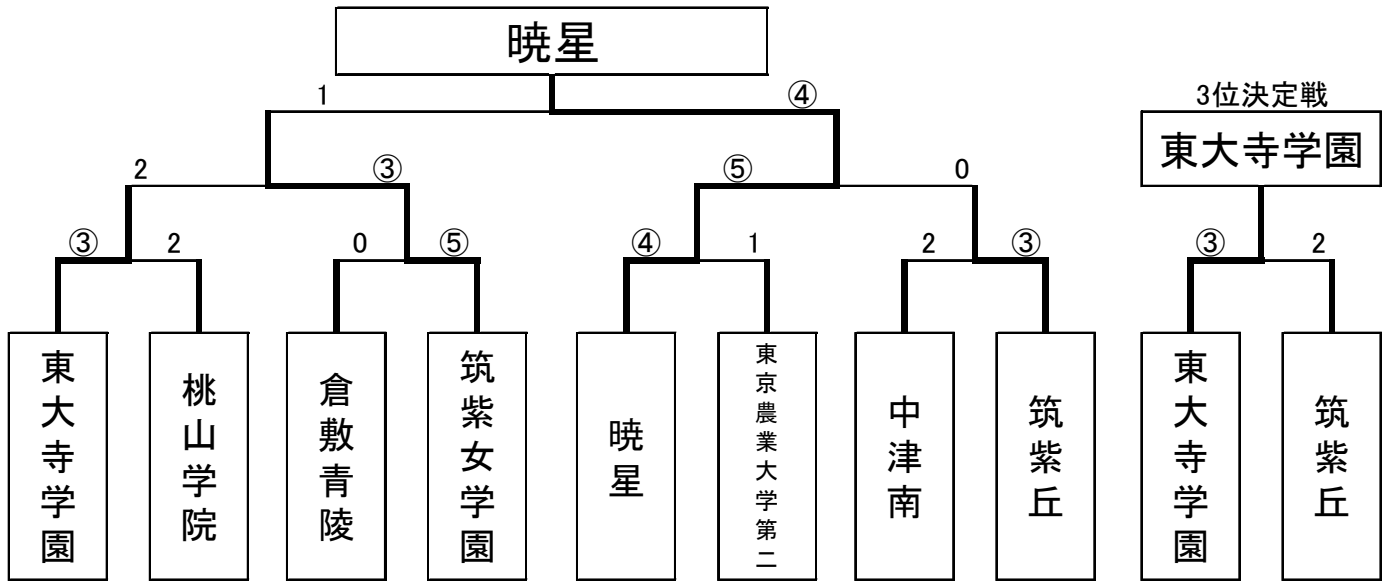 暁星
1
④
3位決定戦
東大寺学園
2
③
⑤
0
③
2
0
⑤
④
1
2
③
③
2
東大寺学園
桃山学院
倉敷青陵
筑紫女学園
暁星
東京農業大学第二
中津南
筑紫丘
東大寺学園
筑紫丘